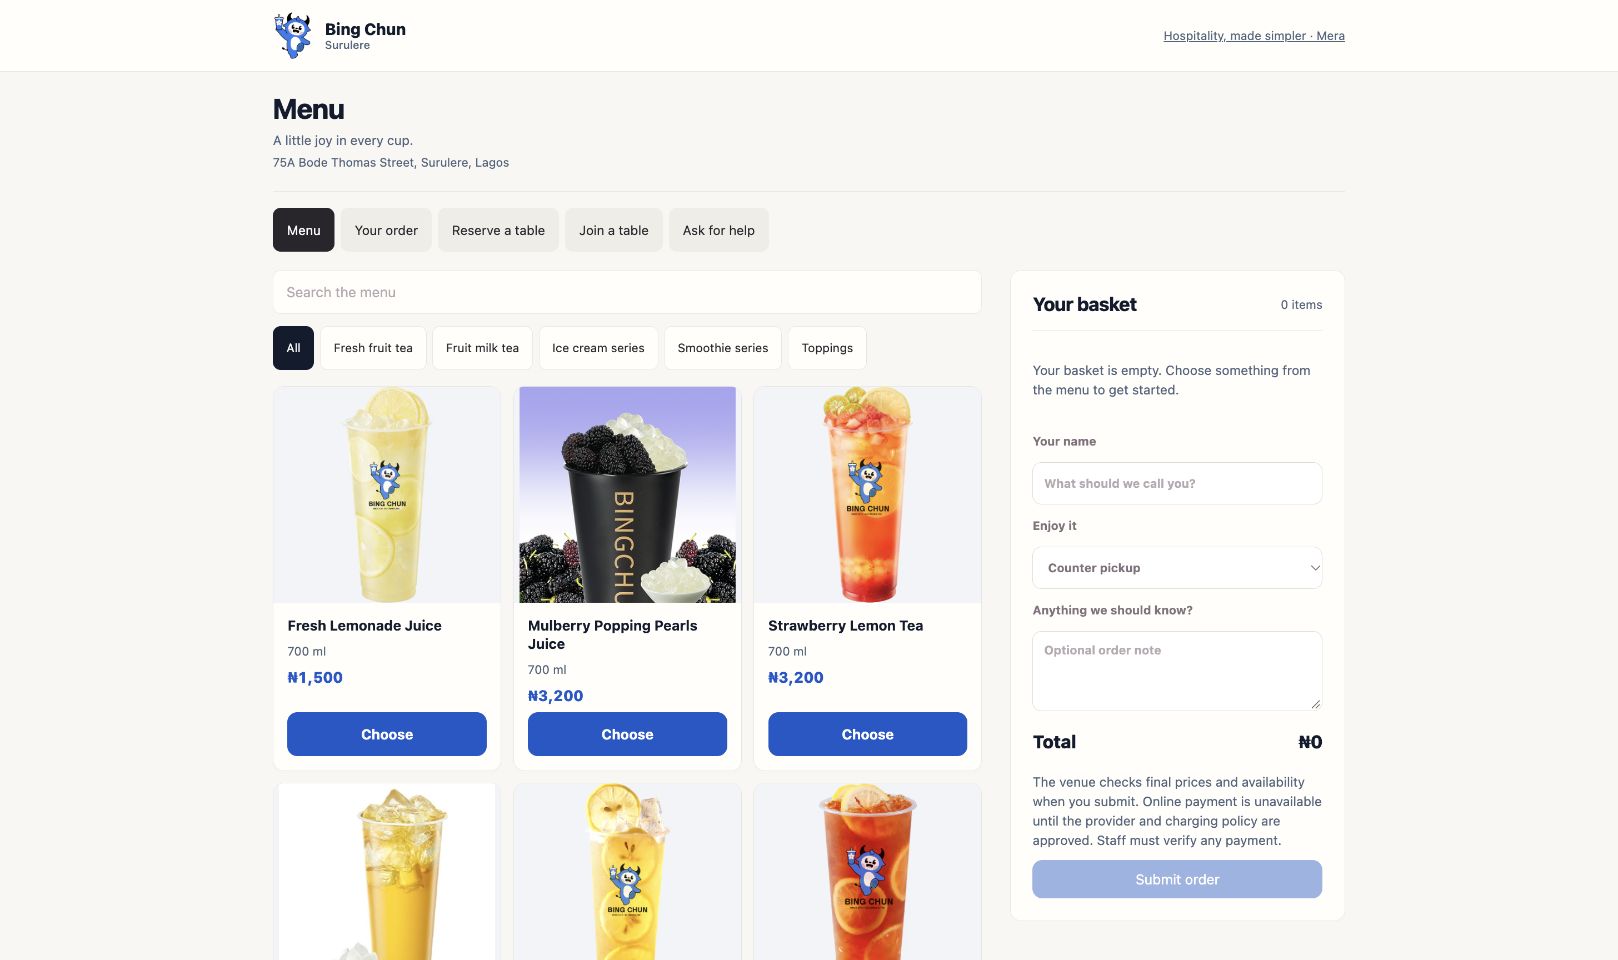 Bing Chun
Surulere
Hospitality, made simpler · Mera
Menu
A little joy in every cup.
75A Bode Thomas Street, Surulere, Lagos
Menu
Your order
Reserve a table
Join a table
Ask for help
Search the menu
All
Fresh fruit tea
Fruit milk tea
Ice cream series
Smoothie series
Toppings
BING CHUN
Fresh Lemonade Juice
700 ml
₦1,500
Choose
BINGCHU
Mulberry Popping Pearls
Juice
700 ml
₦3,200
Choose
BING CHUN
Strawberry Lemon Tea
700 ml
₦3,200
Choose
BING CHUN
BING CHUN
Your basket
0 items
Your basket is empty. Choose something from
the menu to get started.
Your name
What should we call you?
Enjoy it
Counter pickup
Anything we should know?
Optional order note
Total
₦0
The venue checks final prices and availability
when you submit. Online payment is unavailable
until the provider and charging policy are
approved. Staff must verify any payment.
Submit order